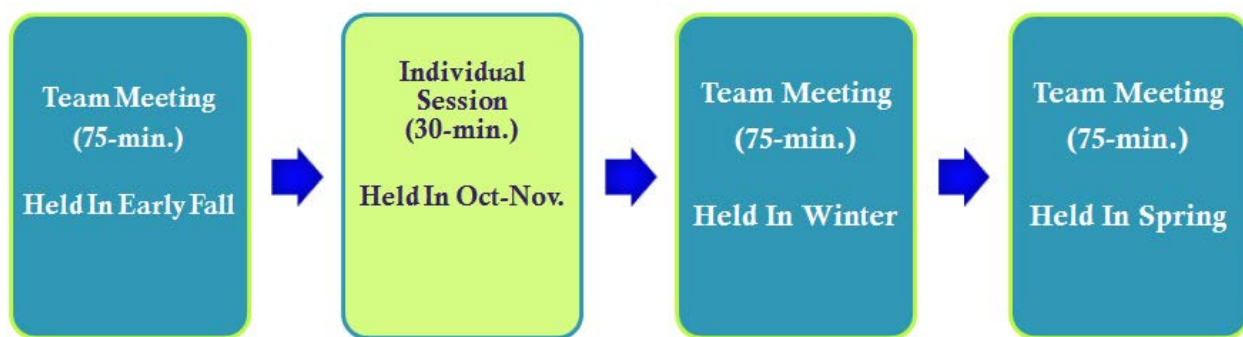 Team Meeting
(75-min.)
Held In Early Fall
Individual
Session
(30-min.)
Held In Oct-Nov.
Team Meeting
(75-min.)
Held In Winter
Team Meeting
(75-min.)
Held In Spring